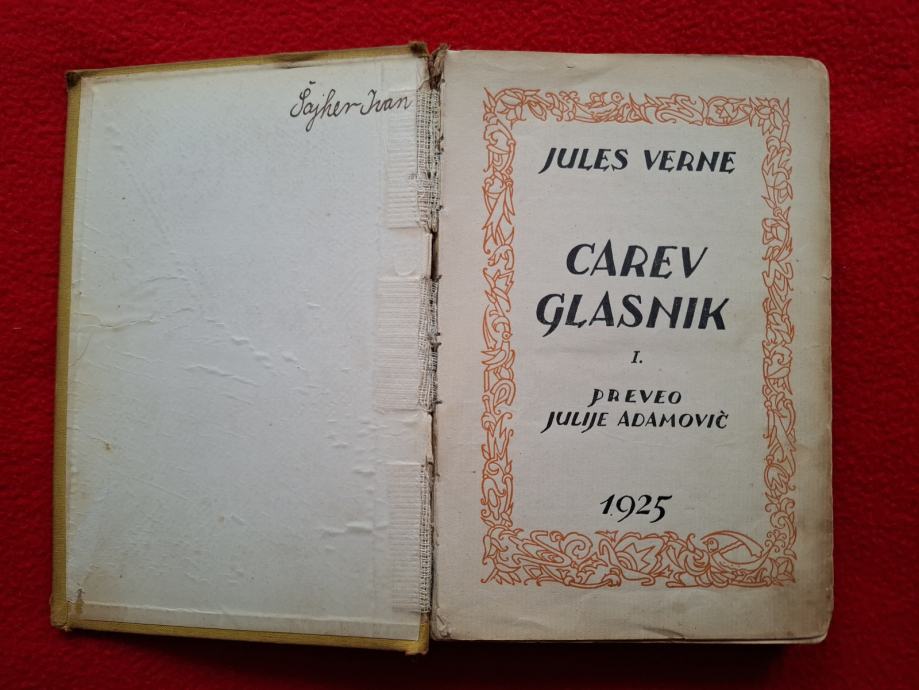 Šajher Ivan
JULES VERNE
CAREV
GLASNIK
I.
PREVEO
JULIJE ADAMOVIČ
1925